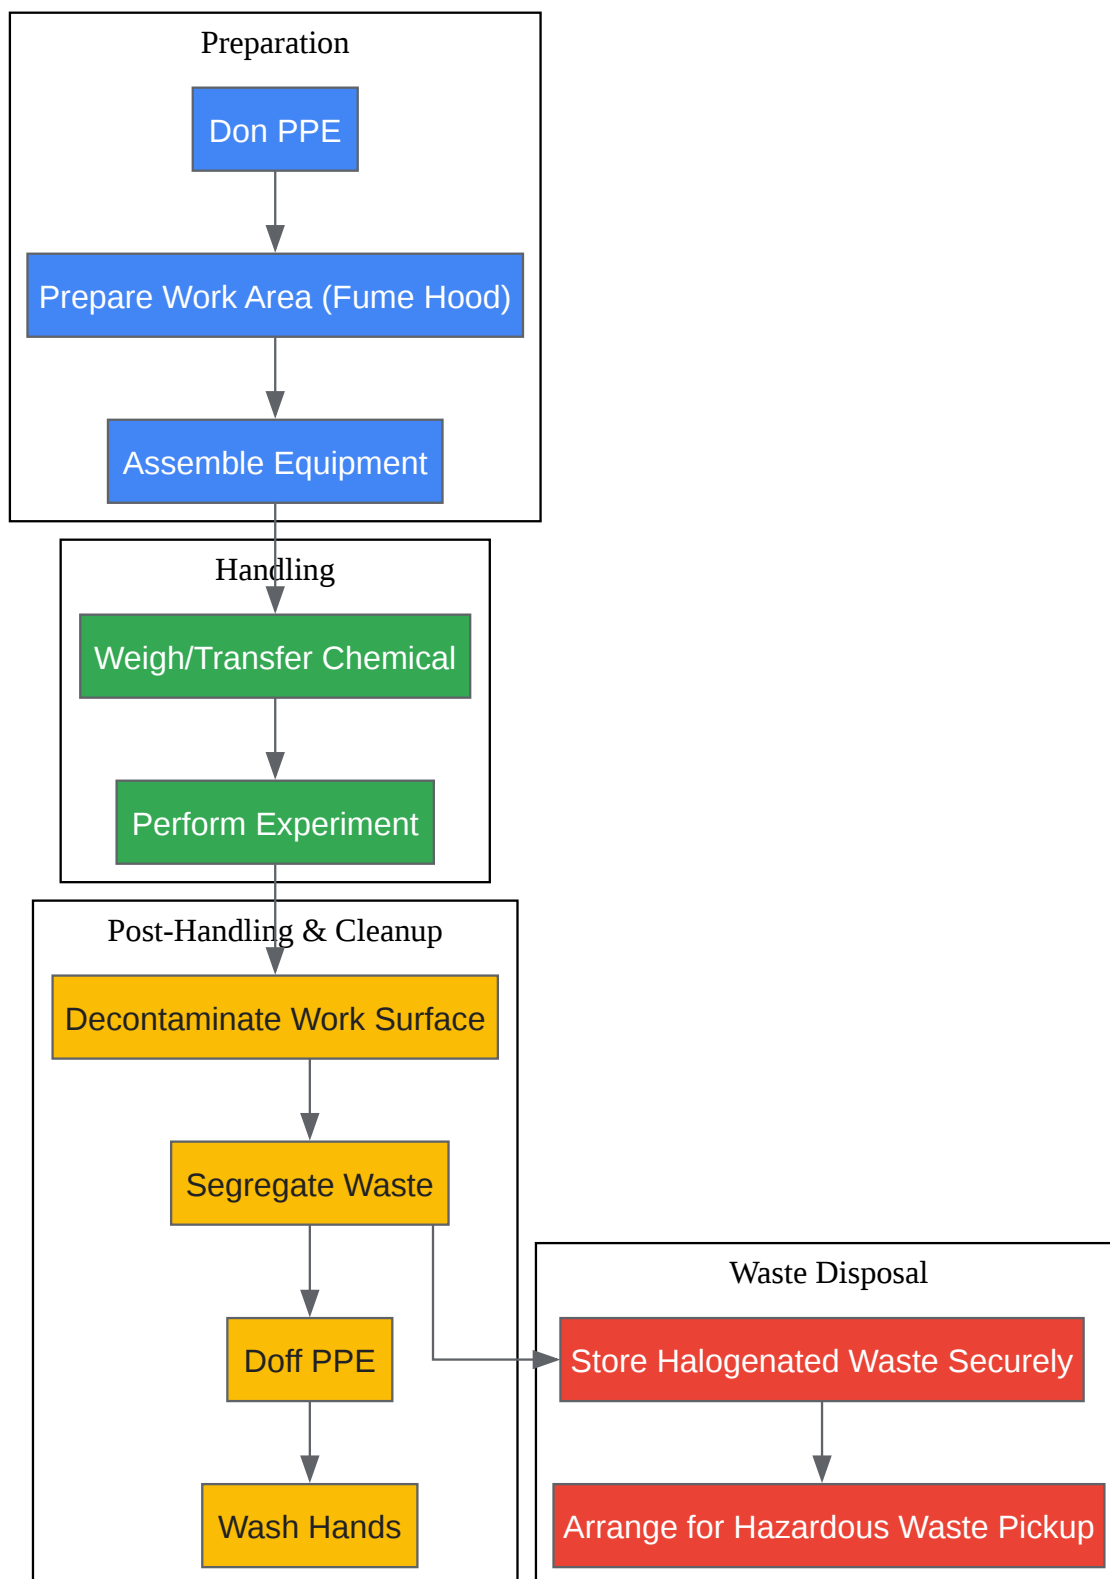 Preparation
Don PPE
Prepare Work Area (Fume Hood)
Assemble Equipment
Handling
Weigh/Transfer Chemical
Perform Experiment
Post-Handling & Cleanup
Decontaminate Work Surface
Segregate Waste
Doff PPE
Wash Hands
Waste Disposal
Store Halogenated Waste Securely
Arrange for Hazardous Waste Pickup